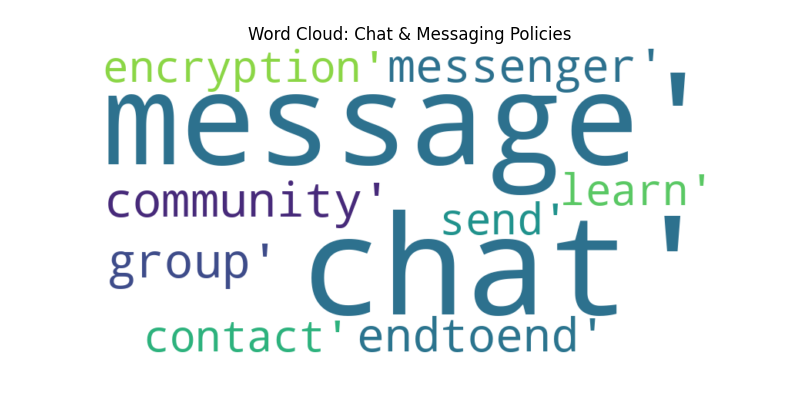 Word Cloud: Chat & Messaging Policies
encryption' messenger'
message'
community' learn'
send'
group' chat'
contact' endtoend'